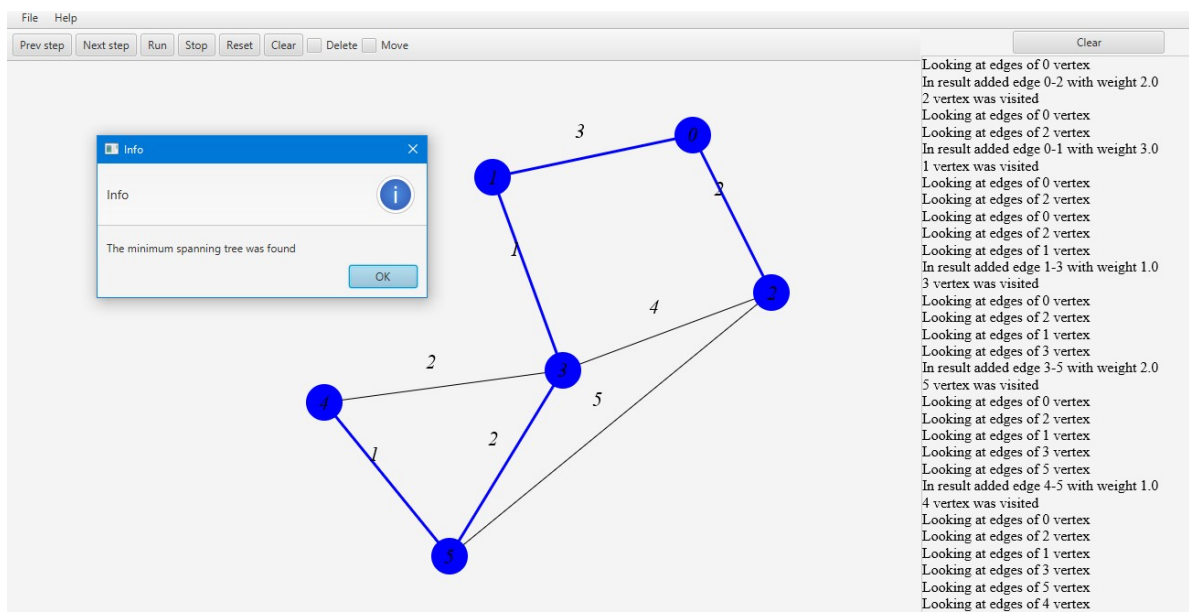 File Help
Prev step Next step Run Stop Reset Clear Delete Move
Clear
Info
Info
The minimum spanning tree was found
OK
3
0
1
2
1
2
4
2
3
5
4
2
1
5
Looking at edges of 0 vertex
In result added edge 0-2 with weight 2.0
2 vertex was visited
Looking at edges of 0 vertex
Looking at edges of 2 vertex
In result added edge 0-1 with weight 3.0
1 vertex was visited
Looking at edges of 0 vertex
Looking at edges of 2 vertex
Looking at edges of 0 vertex
Looking at edges of 2 vertex
Looking at edges of 1 vertex
In result added edge 1-3 with weight 1.0
3 vertex was visited
Looking at edges of 0 vertex
Looking at edges of 2 vertex
Looking at edges of 1 vertex
Looking at edges of 3 vertex
In result added edge 3-5 with weight 2.0
5 vertex was visited
Looking at edges of 0 vertex
Looking at edges of 2 vertex
Looking at edges of 1 vertex
Looking at edges of 3 vertex
Looking at edges of 5 vertex
In result added edge 4-5 with weight 1.0
4 vertex was visited
Looking at edges of 0 vertex
Looking at edges of 2 vertex
Looking at edges of 1 vertex
Looking at edges of 3 vertex
Looking at edges of 5 vertex
Looking at edges of 4 vertex